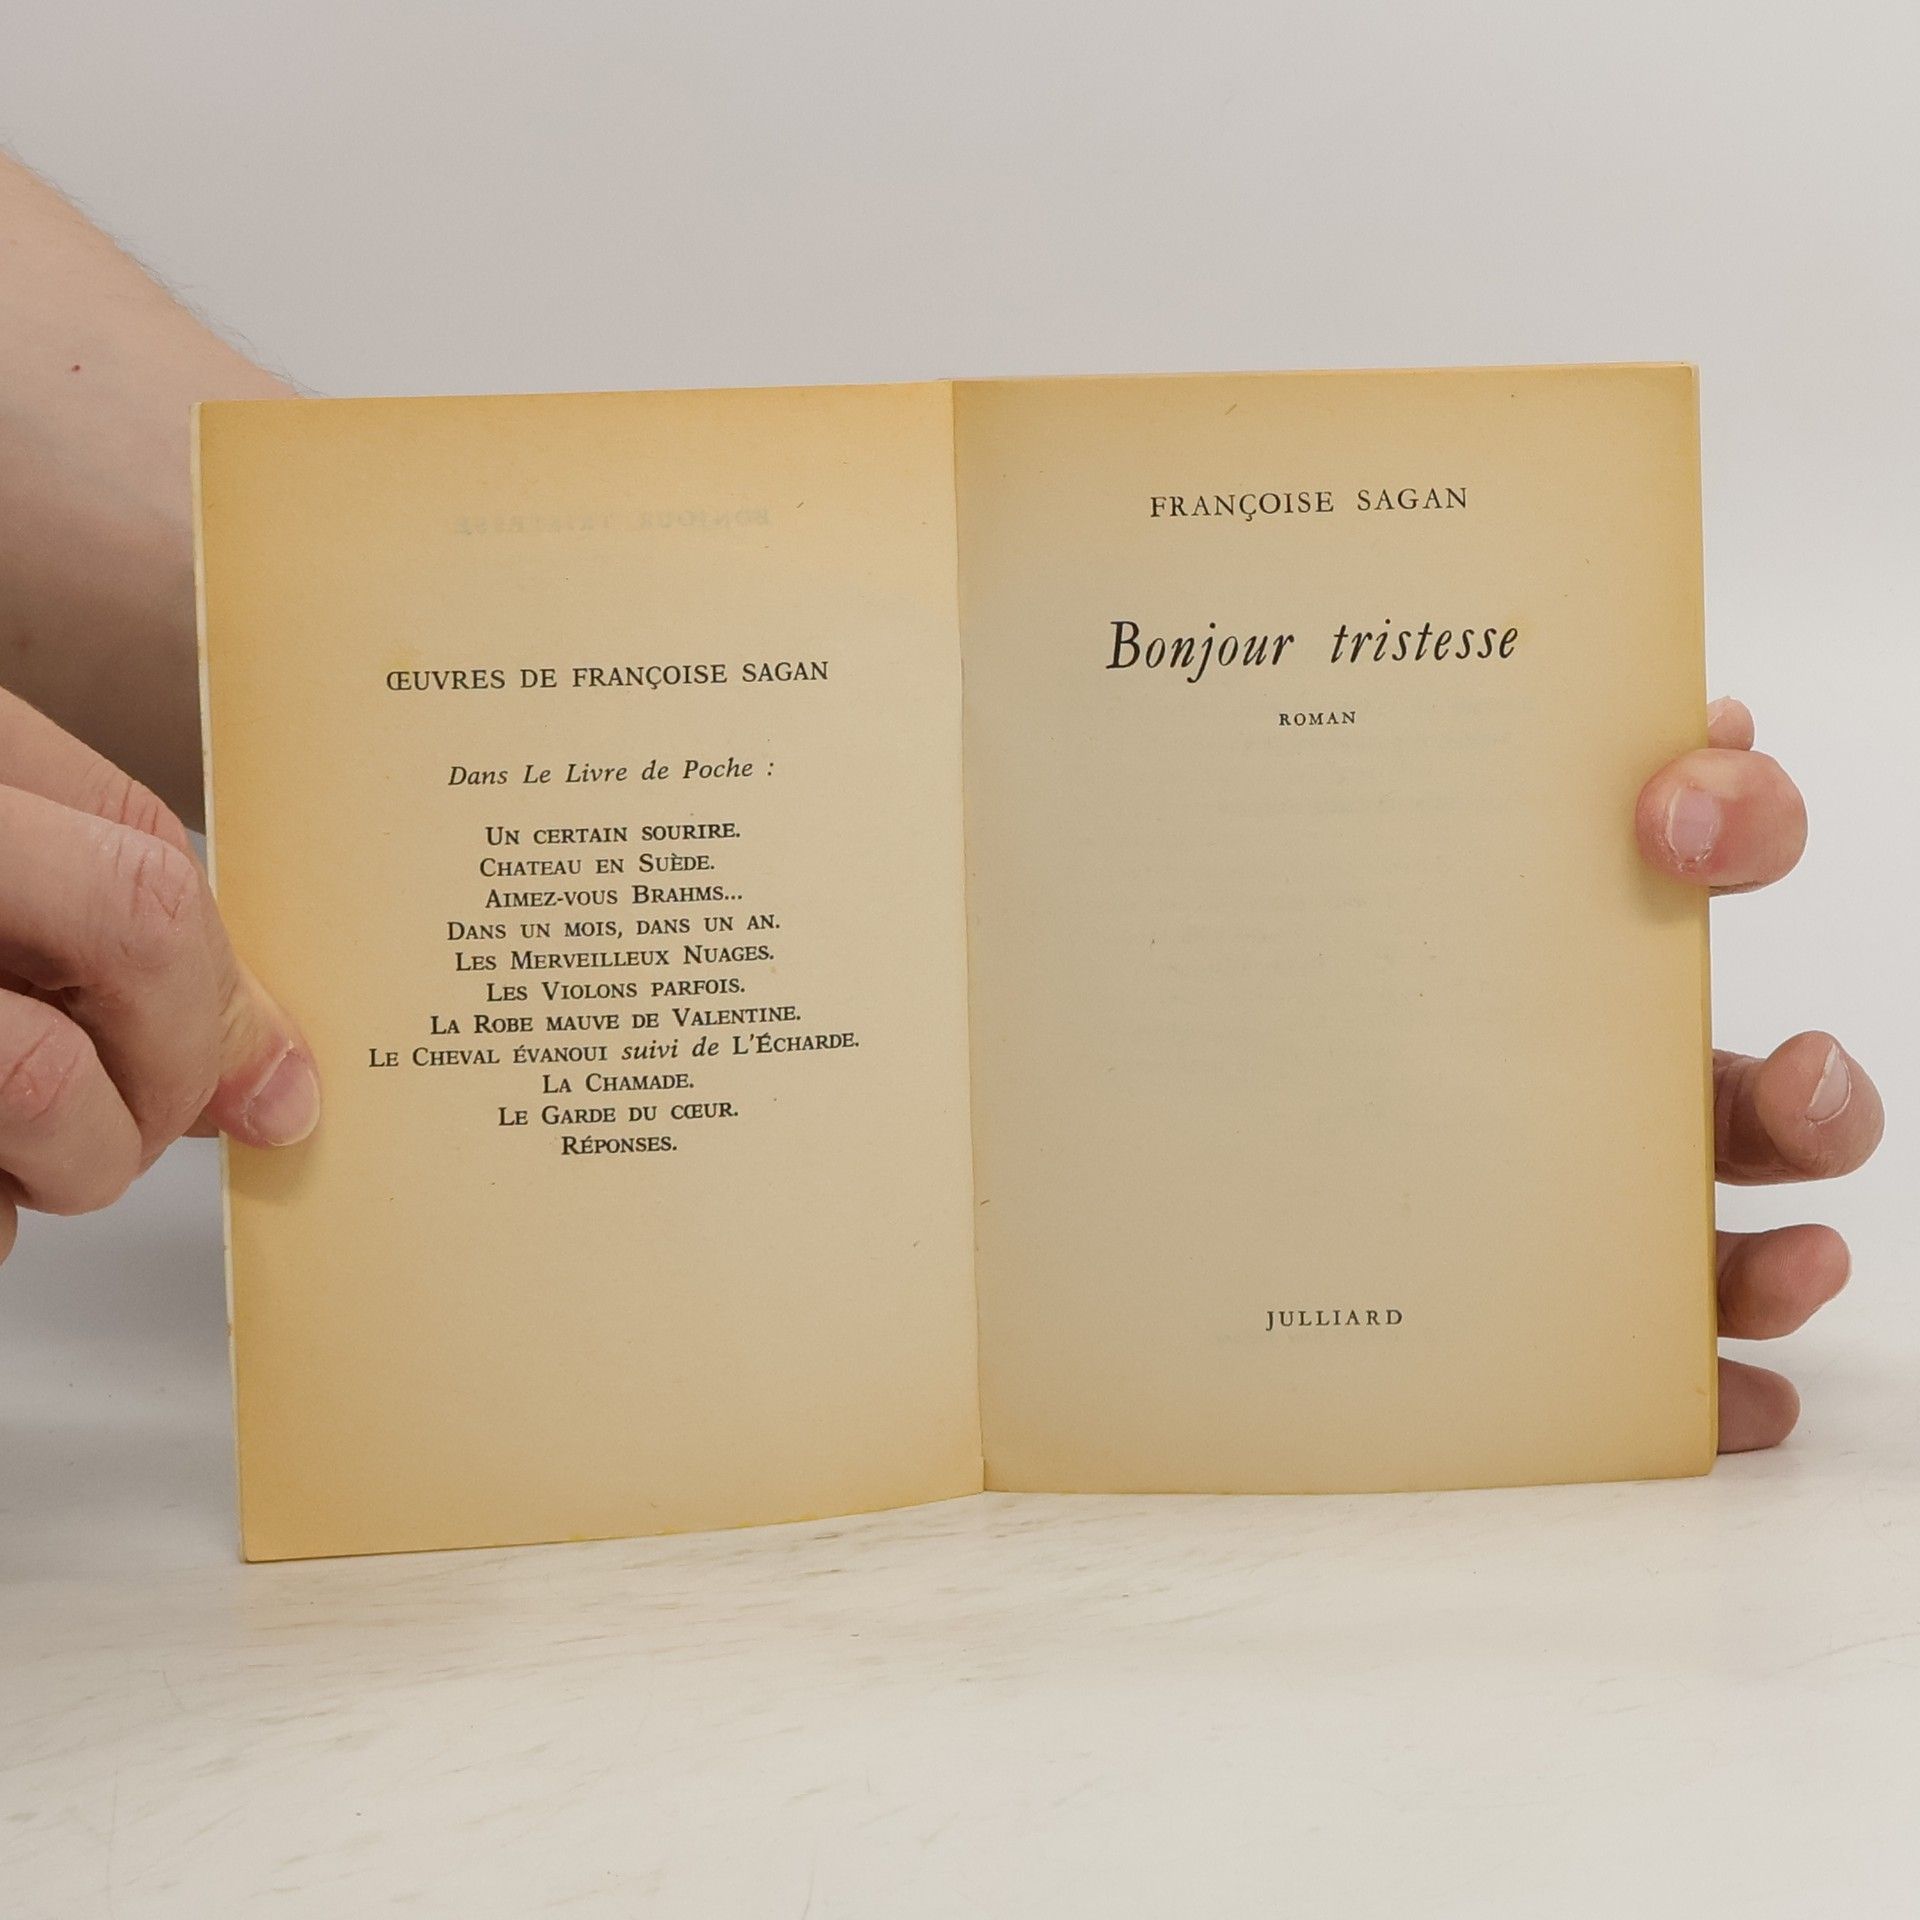 ŒUVRES DE FRANÇOISE SAGAN
Dans Le Livre de Poche :
UN CERTAIN SOURIRE.
CHATEAU EN SUÈDE.
AIMEZ-VOUS BRAHMS...
DANS UN MOIS, DANS UN AN.
LES MERVEILLEUX NUAGES.
LES VIOLONS PARFOIS.
LA ROBE MAUVE DE VALENTINE.
LE CHEVAL ÉVANOUI suivi de L'ÉCHARDE.
LA CHAMADE.
LE GARDE DU CŒUR.
RÉPONSES.
FRANÇOISE SAGAN
Bonjour tristesse
ROMAN
JULLIARD